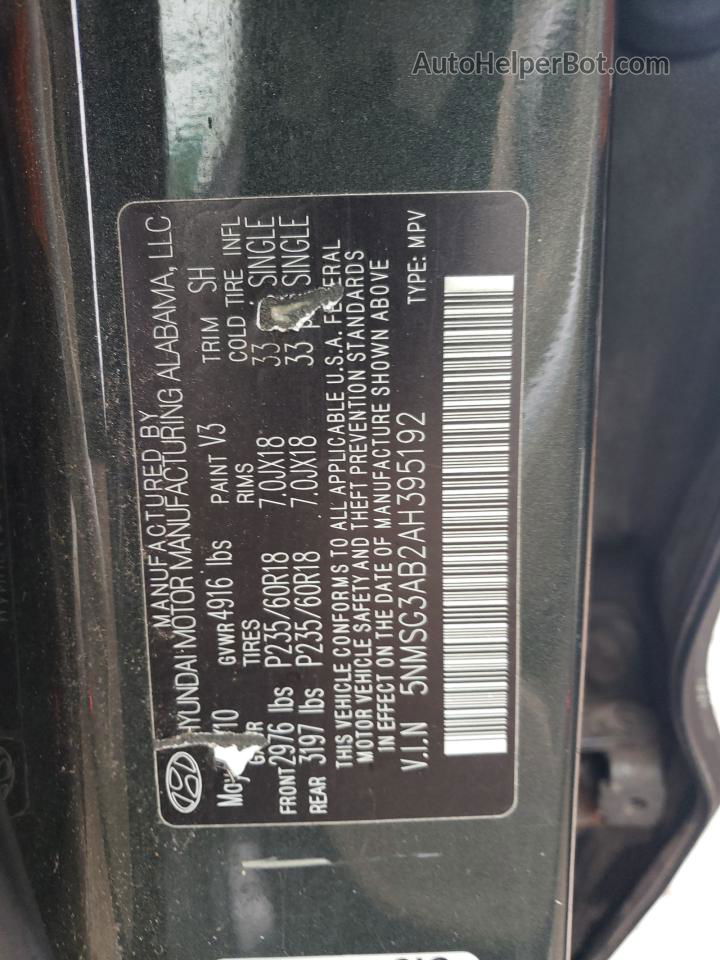 AutoHelperBot.com
MANUFACTURED BY
HYUNDAI MOTOR MANUFACTURING ALABAMA, LLC
/10 GVWR 4916 lbs PAINT V3 TRIM SH
TIRES RIMS COLD TIRE INFL
FRONT 2976 lbs P235/60R18 7.0JX18 33 SINGLE
REAR 3197 lbs P235/60R18 7.0JX18 33 SINGLE
THIS VEHICLE CONFORMS TO ALL APPLICABLE U.S.A. FEDERAL
MOTOR VEHICLE SAFETY AND THEFT PREVENTION STANDARDS
IN EFFECT ON THE DATE OF MANUFACTURE SHOWN ABOVE
V.I.N 5NMSG3AB2AH395192 TYPE: MPV